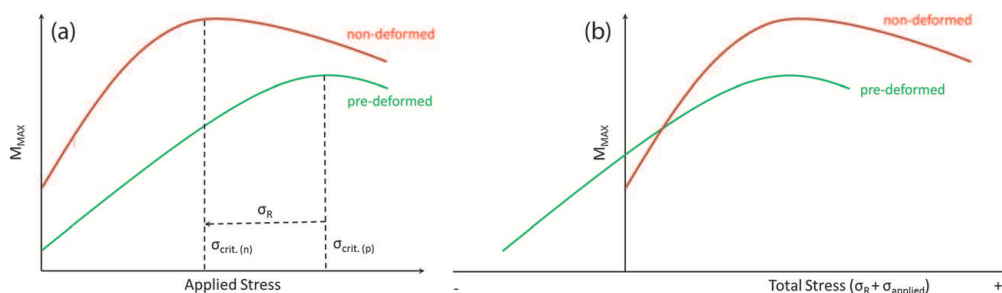 (a)
non-deformed
pre-deformed
M_MAX
σ_R
σ_crit. (n)
σ_crit. (p)
Applied Stress
(b)
non-deformed
pre-deformed
M_MAX
- Total Stress (σ_R + σ_applied) +